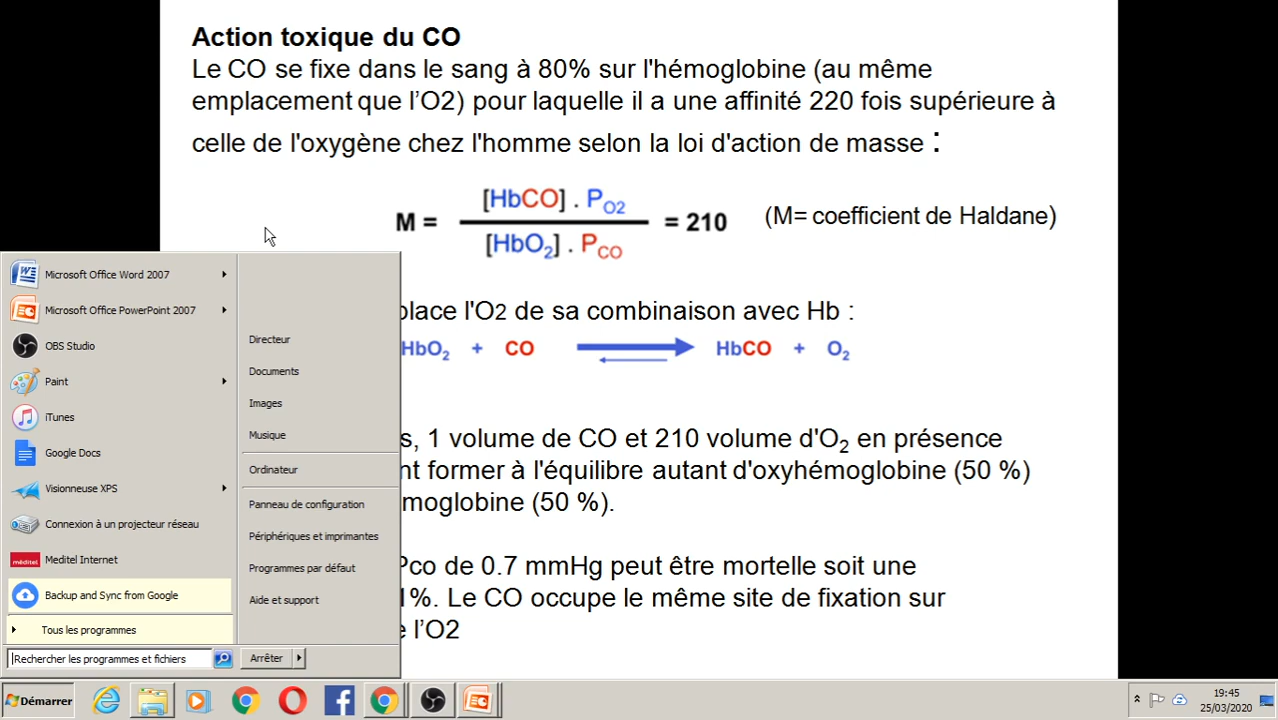 Action toxique du CO
Le CO se fixe dans le sang à 80% sur l'hémoglobine (au même
emplacement que l’O2) pour laquelle il a une affinité 220 fois supérieure à
celle de l'oxygène chez l'homme selon la loi d'action de masse :
M = [HbCO] . PO2 / [HbO2] . PCO = 210 (M= coefficient de Haldane)
place l'O2 de sa combinaison avec Hb :
HbO2 + CO HbCO + O2
s, 1 volume de CO et 210 volume d'O2 en présence
nt former à l'équilibre autant d'oxyhémoglobine (50 %)
moglobine (50 %).
Pco de 0.7 mmHg peut être mortelle soit une
1%. Le CO occupe le même site de fixation sur
e l’O2
Microsoft Office Word 2007
Microsoft Office PowerPoint 2007
OBS Studio
Paint
iTunes
Google Docs
Visionneuse XPS
Connexion à un projecteur réseau
méditel Meditel Internet
Backup and Sync from Google
Tous les programmes
Rechercher les programmes et fichiers
Directeur
Documents
Images
Musique
Ordinateur
Panneau de configuration
Périphériques et imprimantes
Programmes par défaut
Aide et support
Arrêter
Démarrer
19:45
25/03/2020